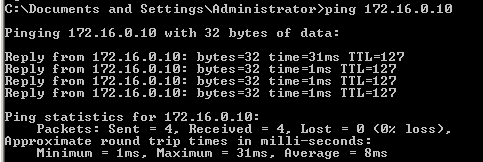 C:\Documents and Settings\Administrator>ping 172.16.0.10
Pinging 172.16.0.10 with 32 bytes of data:
Reply from 172.16.0.10: bytes=32 time=31ms TTL=127
Reply from 172.16.0.10: bytes=32 time=1ms TTL=127
Reply from 172.16.0.10: bytes=32 time=1ms TTL=127
Reply from 172.16.0.10: bytes=32 time=1ms TTL=127
Ping statistics for 172.16.0.10:
Packets: Sent = 4, Received = 4, Lost = 0 (0% loss),
Approximate round trip times in milli-seconds:
Minimum = 1ms, Maximum = 31ms, Average = 8ms